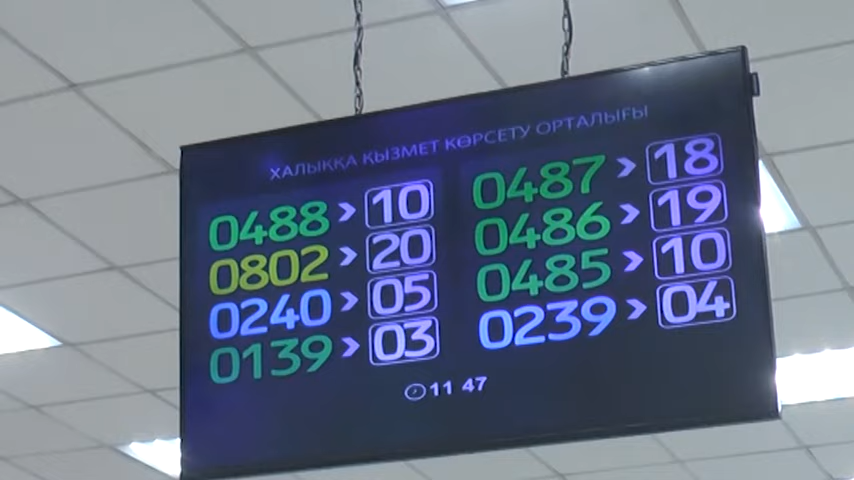 ХАЛЫҚҚА ҚЫЗМЕТ КӨРСЕТУ ОРТАЛЫҒЫ
0488 > 10 0487 > 18
0802 > 20 0486 > 19
0240 > 05 0485 > 10
0139 > 03 0239 > 04
11 47